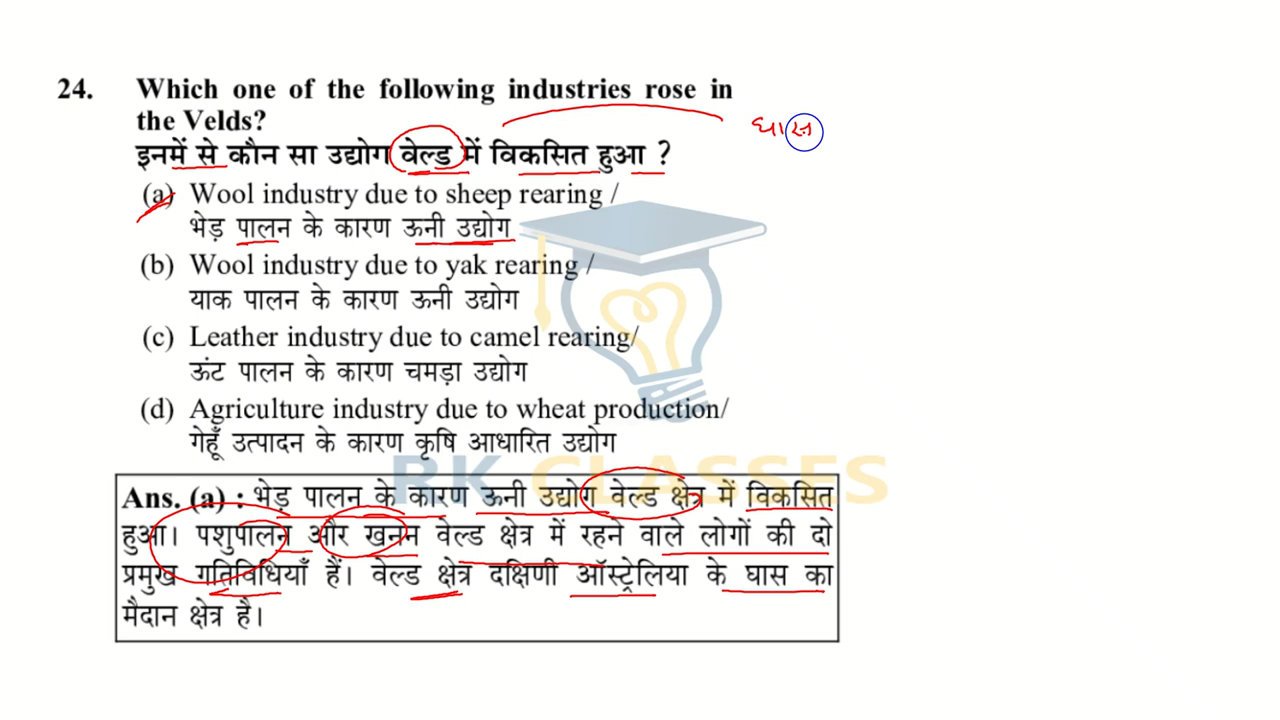 24. Which one of the following industries rose in
the Velds?
घास
इनमें से कौन सा उद्योग वेल्ड में विकसित हुआ ?
(a) Wool industry due to sheep rearing /
भेड़ पालन के कारण ऊनी उद्योग
(b) Wool industry due to yak rearing /
याक पालन के कारण ऊनी उद्योग
(c) Leather industry due to camel rearing/
ऊंट पालन के कारण चमड़ा उद्योग
(d) Agriculture industry due to wheat production/
गेहूँ उत्पादन के कारण कृषि आधारित उद्योग
RK CLASSES
Ans. (a) : भेड़ पालन के कारण ऊनी उद्योग वेल्ड क्षेत्र में विकसित
हुआ। पशुपालन और खनन वेल्ड क्षेत्र में रहने वाले लोगों की दो
प्रमुख गतिविधियाँ हैं। वेल्ड क्षेत्र दक्षिणी ऑस्ट्रेलिया के घास का
मैदान क्षेत्र है।